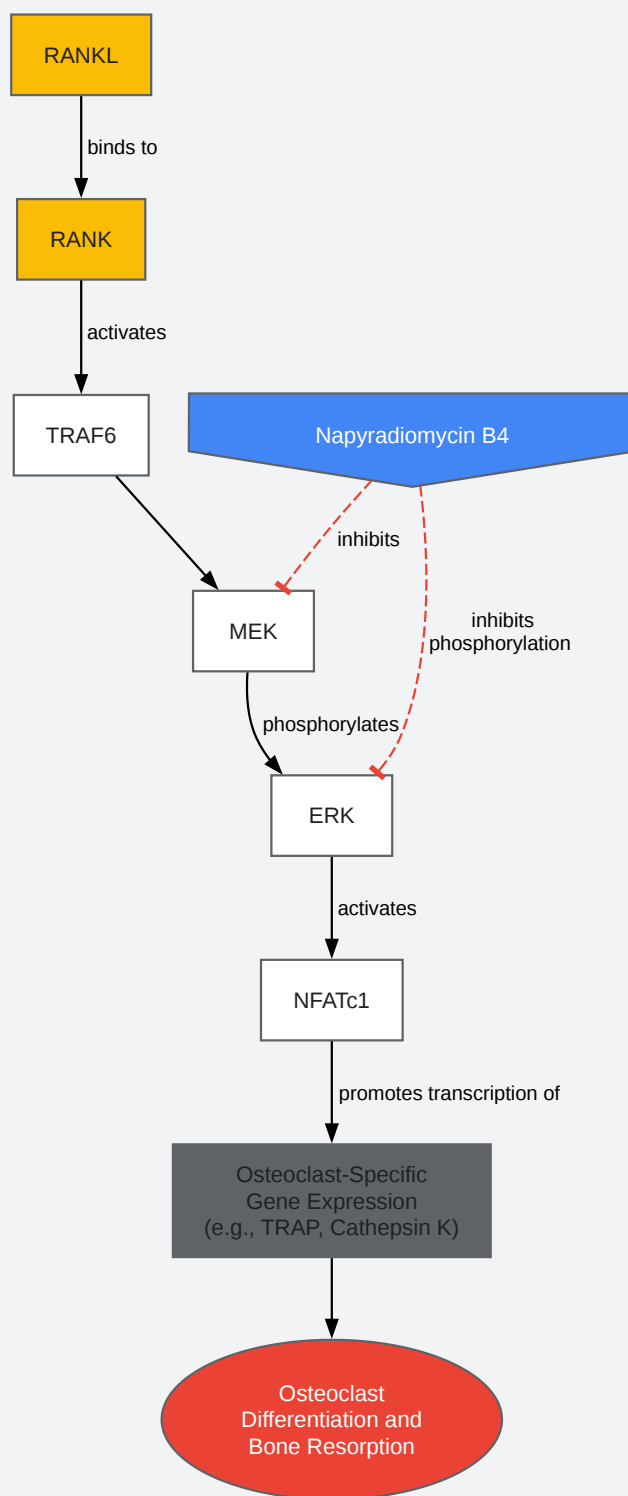 RANKL
binds to
RANK
activates
TRAF6
Napyradiomycin B4
inhibits
MEK
inhibits
phosphorylation
phosphorylates
ERK
activates
NFATc1
promotes transcription of
Osteoclast-Specific
Gene Expression
(e.g., TRAP, Cathepsin K)
Osteoclast
Differentiation and
Bone Resorption